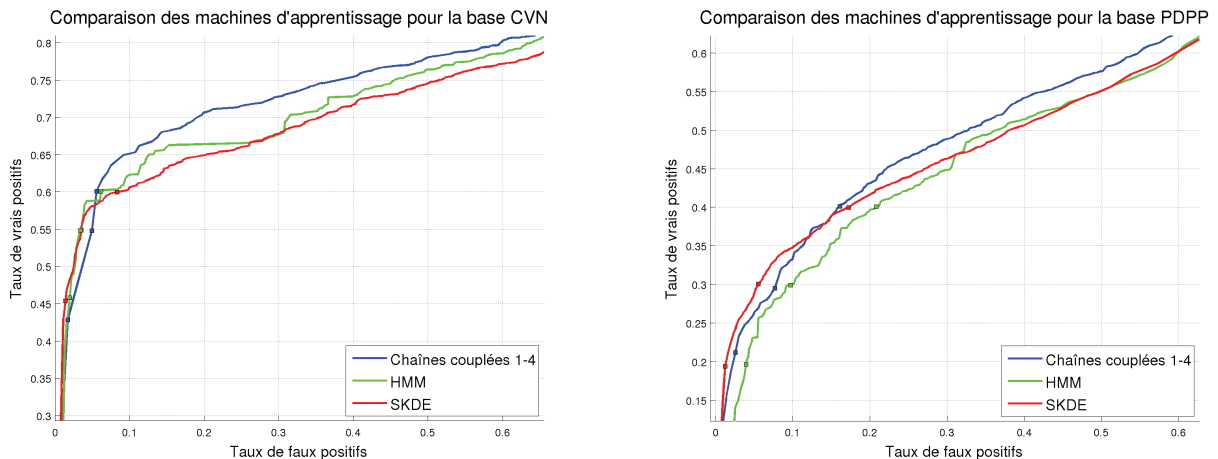 Comparaison des machines d'apprentissage pour la base CVN
0.8
0.75
0.7
0.65
0.6
0.55
0.5
0.45
0.4
0.35
0.3
Taux de vrais positifs
0
0.1
0.2
0.3
0.4
0.5
0.6
Taux de faux positifs
Chaînes couplées 1-4
HMM
SKDE
Comparaison des machines d'apprentissage pour la base PDPP
0.6
0.55
0.5
0.45
0.4
0.35
0.3
0.25
0.2
0.15
Taux de vrais positifs
0
0.1
0.2
0.3
0.4
0.5
0.6
Taux de faux positifs
Chaînes couplées 1-4
HMM
SKDE